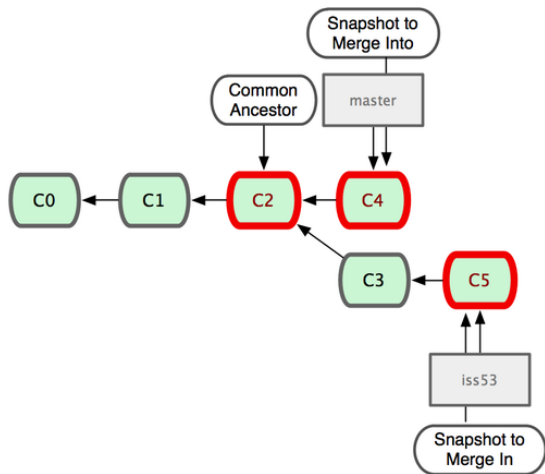 Snapshot to
Merge Into
Common
Ancestor
master
C0
C1
C2
C4
C3
C5
iss53
Snapshot to
Merge In